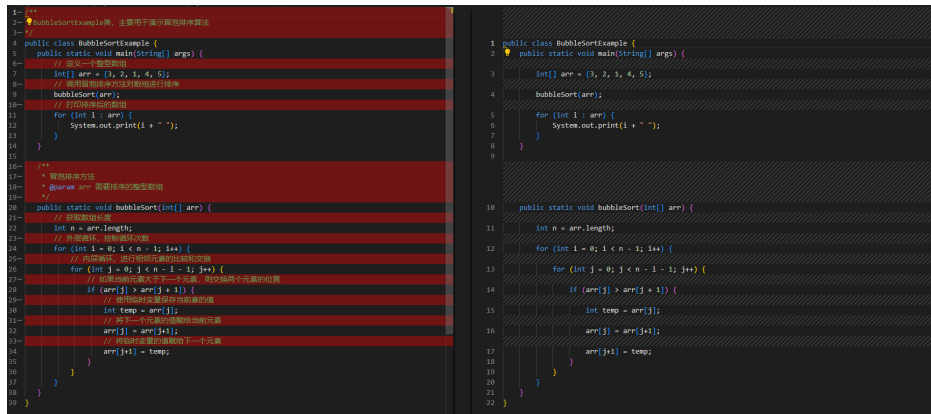 1 /**
2 BubbleSortExample类，主要用于演示冒泡排序算法
3 */
4 public class BubbleSortExample {
5 public static void main(String[] args) {
6 // 定义一个整型数组
7 int[] arr = {3, 2, 1, 4, 5};
8 // 调用冒泡排序方法对数组进行排序
9 bubbleSort(arr);
10 // 打印排序后的数组
11 for (int i : arr) {
12 System.out.print(i + " ");
13 }
14 }
15
16 /**
17 * 冒泡排序方法
18 * @param arr 需要排序的整型数组
19 */
20 public static void bubbleSort(int[] arr) {
21 // 获取数组长度
22 int n = arr.length;
23 // 外层循环，控制循环次数
24 for (int i = 0; i < n - 1; i++) {
25 // 内层循环，进行相邻元素的比较和交换
26 for (int j = 0; j < n - i - 1; j++) {
27 // 如果当前元素大于下一个元素，则交换两个元素的位置
28 if (arr[j] > arr[j + 1]) {
29 // 使用临时变量保存当前素的值
30 int temp = arr[j];
31 // 将下一个元素的值赋给当前元素
32 arr[j] = arr[j+1];
33 // 将临时变量的值赋给下一个元素
34 arr[j+1] = temp;
35 }
36 }
37 }
38 }
39 }
1 public class BubbleSortExample {
2 public static void main(String[] args) {
3 int[] arr = {3, 2, 1, 4, 5};
4 bubbleSort(arr);
5 for (int i : arr) {
6 System.out.print(i + " ");
7 }
8 }
9
10 public static void bubbleSort(int[] arr) {
11 int n = arr.length;
12 for (int i = 0; i < n - 1; i++) {
13 for (int j = 0; j < n - i - 1; j++) {
14 if (arr[j] > arr[j + 1]) {
15 int temp = arr[j];
16 arr[j] = arr[j+1];
17 arr[j+1] = temp;
18 }
19 }
20 }
21 }
22 }